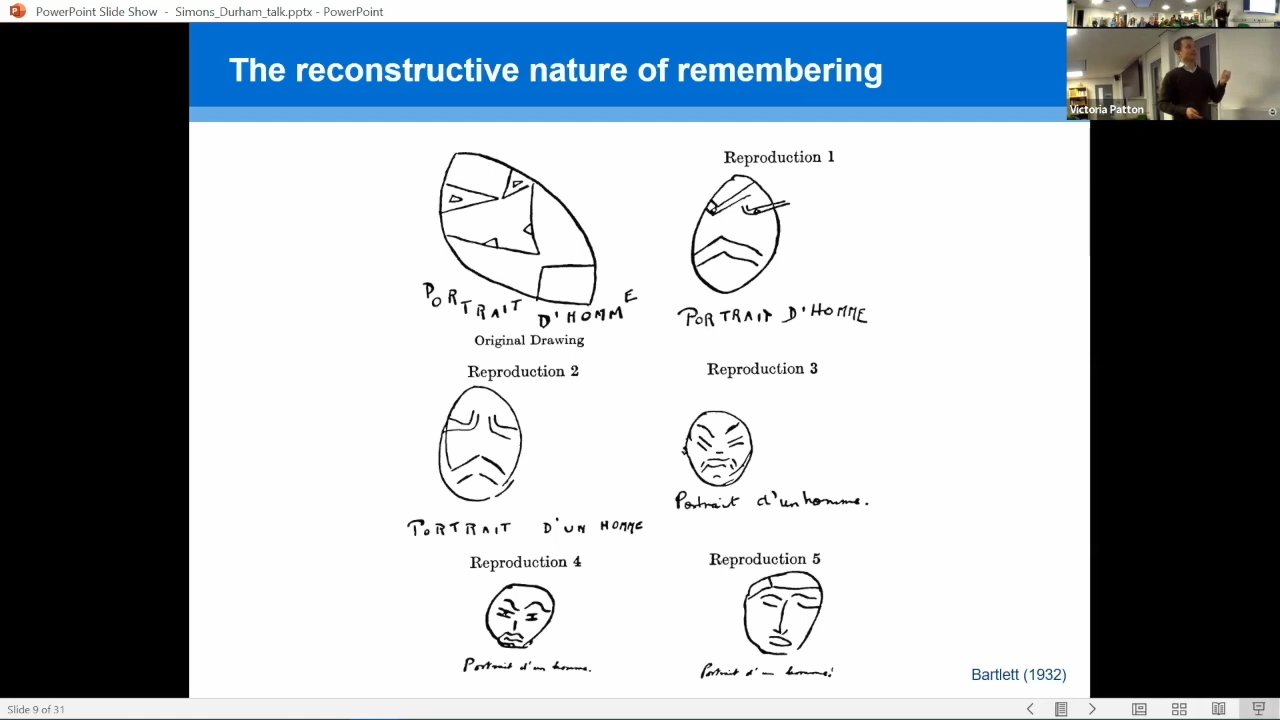 PowerPoint Slide Show - Simons_Durham_talk.pptx - PowerPoint
Victoria Patton
The reconstructive nature of remembering
PORTRAIT D'HOMME
Original Drawing
Reproduction 1
PORTRAIT D'HOMME
Reproduction 2
PORTRAIT D'UN HOMME
Reproduction 3
Portrait d'un homme.
Reproduction 4
Portrait d'un homme.
Reproduction 5
Portrait d'un homme!
Bartlett (1932)
Slide 9 of 31